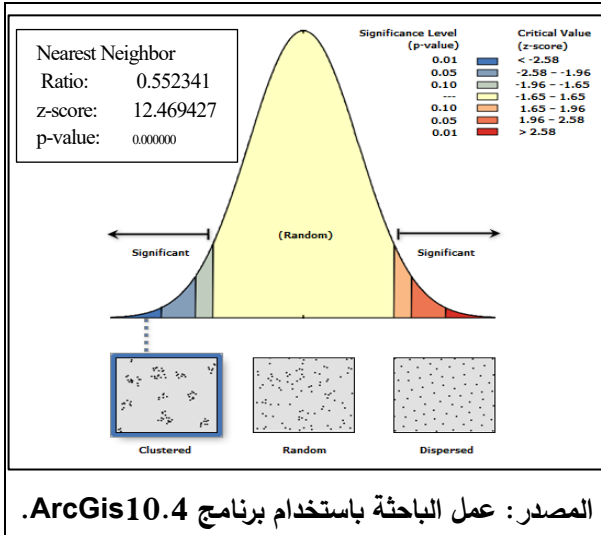 Nearest Neighbor
Ratio: 0.552341
z-score: 12.469427
p-value: 0.000000
Significance Level Critical Value
(p-value) (z-score)
0.01 < -2.58
0.05 -2.58 – -1.96
0.10 -1.96 – -1.65
--- -1.65 – 1.65
0.10 1.65 – 1.96
0.05 1.96 – 2.58
0.01 > 2.58
(Random)
Significant Significant
Clustered Random Dispersed
المصدر: عمل الباحثة باستخدام برنامج ArcGis10.4.